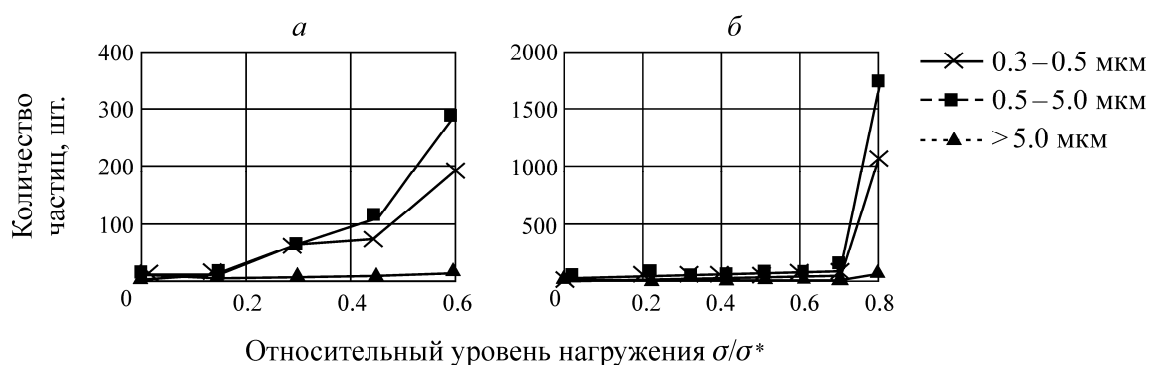 а
б
400
300
200
100
0
0.2
0.4
0.6
2000
1500
1000
500
0
0.2
0.4
0.6
0.8
0.3–0.5 мкм
0.5–5.0 мкм
>5.0 мкм
Количество
частиц, шт.
Относительный уровень нагружения σ/σ*